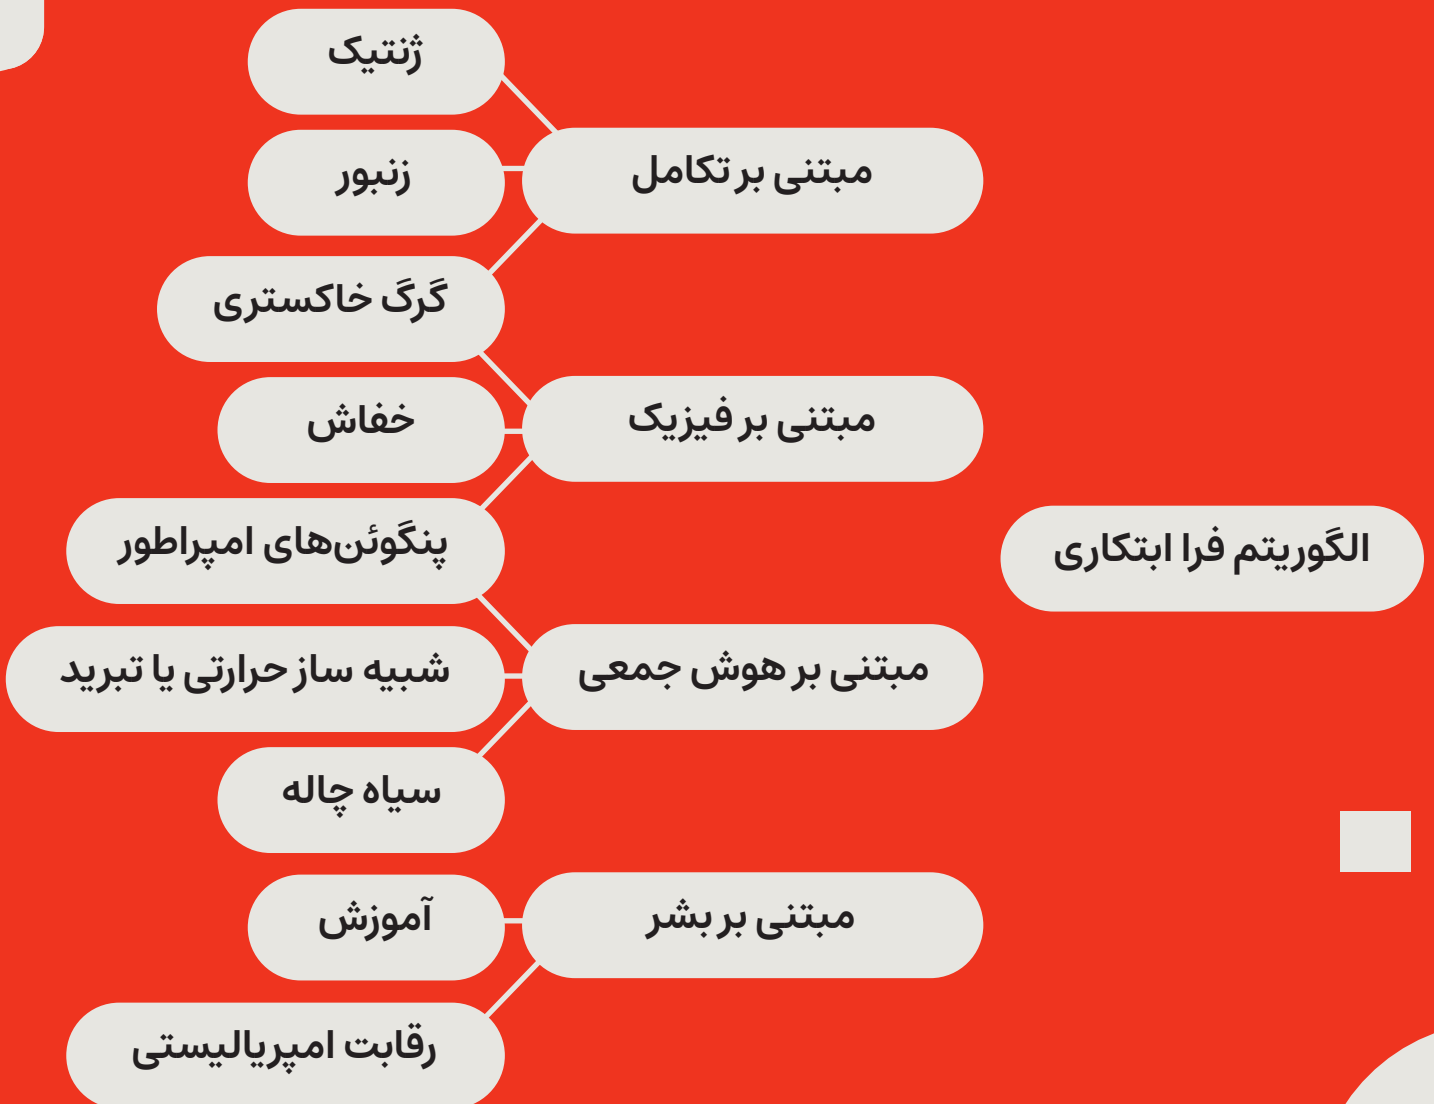 الگوریتم فرا ابتکاری
مبتنی بر تکامل
ژنتیک
زنبور
گرگ خاکستری
مبتنی بر فیزیک
خفاش
پنگوئن‌های امپراطور
مبتنی بر هوش جمعی
شبیه ساز حرارتی یا تبرید
سیاه چاله
مبتنی بر بشر
آموزش
رقابت امپریالیستی